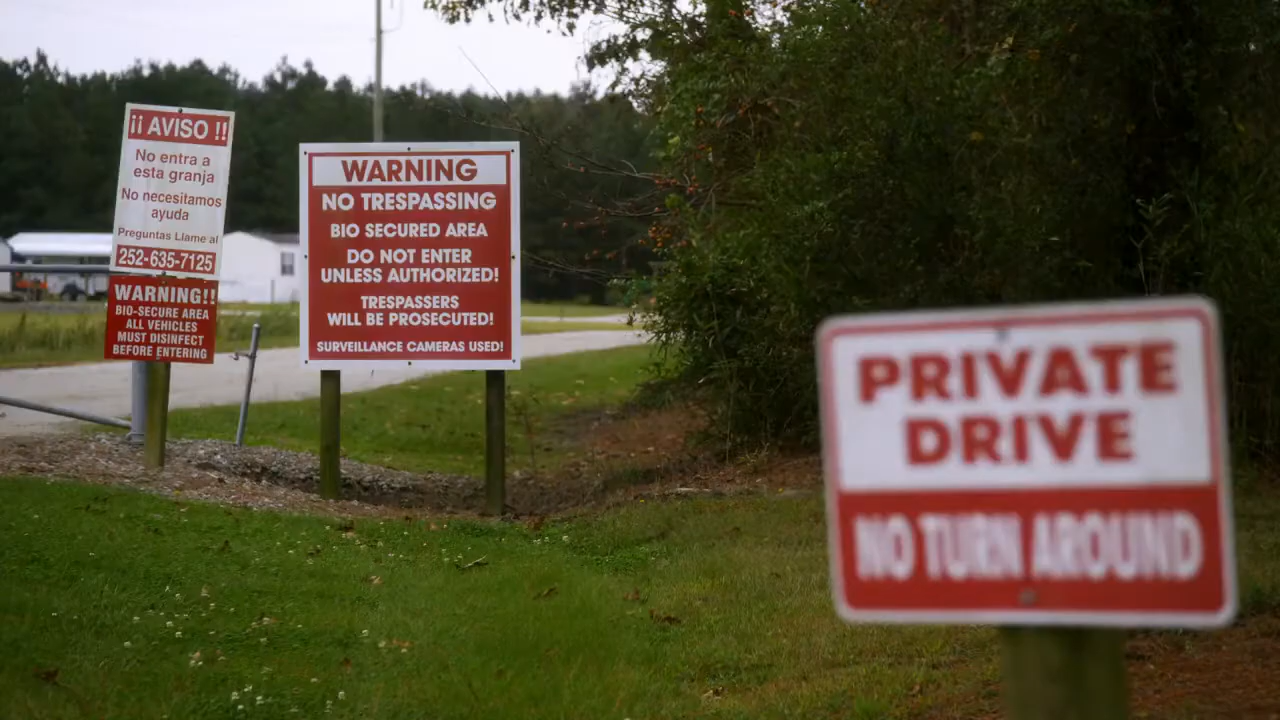 ¡¡ AVISO !!
No entra a
esta granja
No necesitamos
ayuda
Preguntas Llame al
252-635-7125
WARNING!!
BIO-SECURE AREA
ALL VEHICLES
MUST DISINFECT
BEFORE ENTERING
WARNING
NO TRESPASSING
BIO SECURED AREA
DO NOT ENTER
UNLESS AUTHORIZED!
TRESPASSERS
WILL BE PROSECUTED!
SURVEILLANCE CAMERAS USED!
PRIVATE
DRIVE
NO TURN AROUND